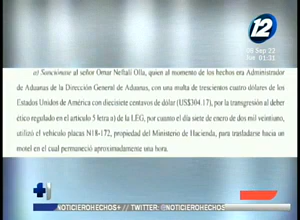 12
06 Sep 22
Jue 01:31
a) Sanciónase al señor Omar Neftalí Olla, quien al momento de los hechos era Administrador
de Aduanas de la Dirección General de Aduanas, con una multa de trescientos cuatro dólares de los
Estados Unidos de América con diecisiete centavos de dólar (US$304.17), por la transgresión al deber
ético regulado en el artículo 5 letra a) de la LEG, por cuanto el día siete de enero de dos mil veintiuno,
utilizó el vehículo placas N18-172, propiedad del Ministerio de Hacienda, para trasladarse hacia un
motel en el cual permaneció aproximadamente una hora.
NOTICIEROHECHOS+ // TWITTER: @NOTICIEROHECHOS